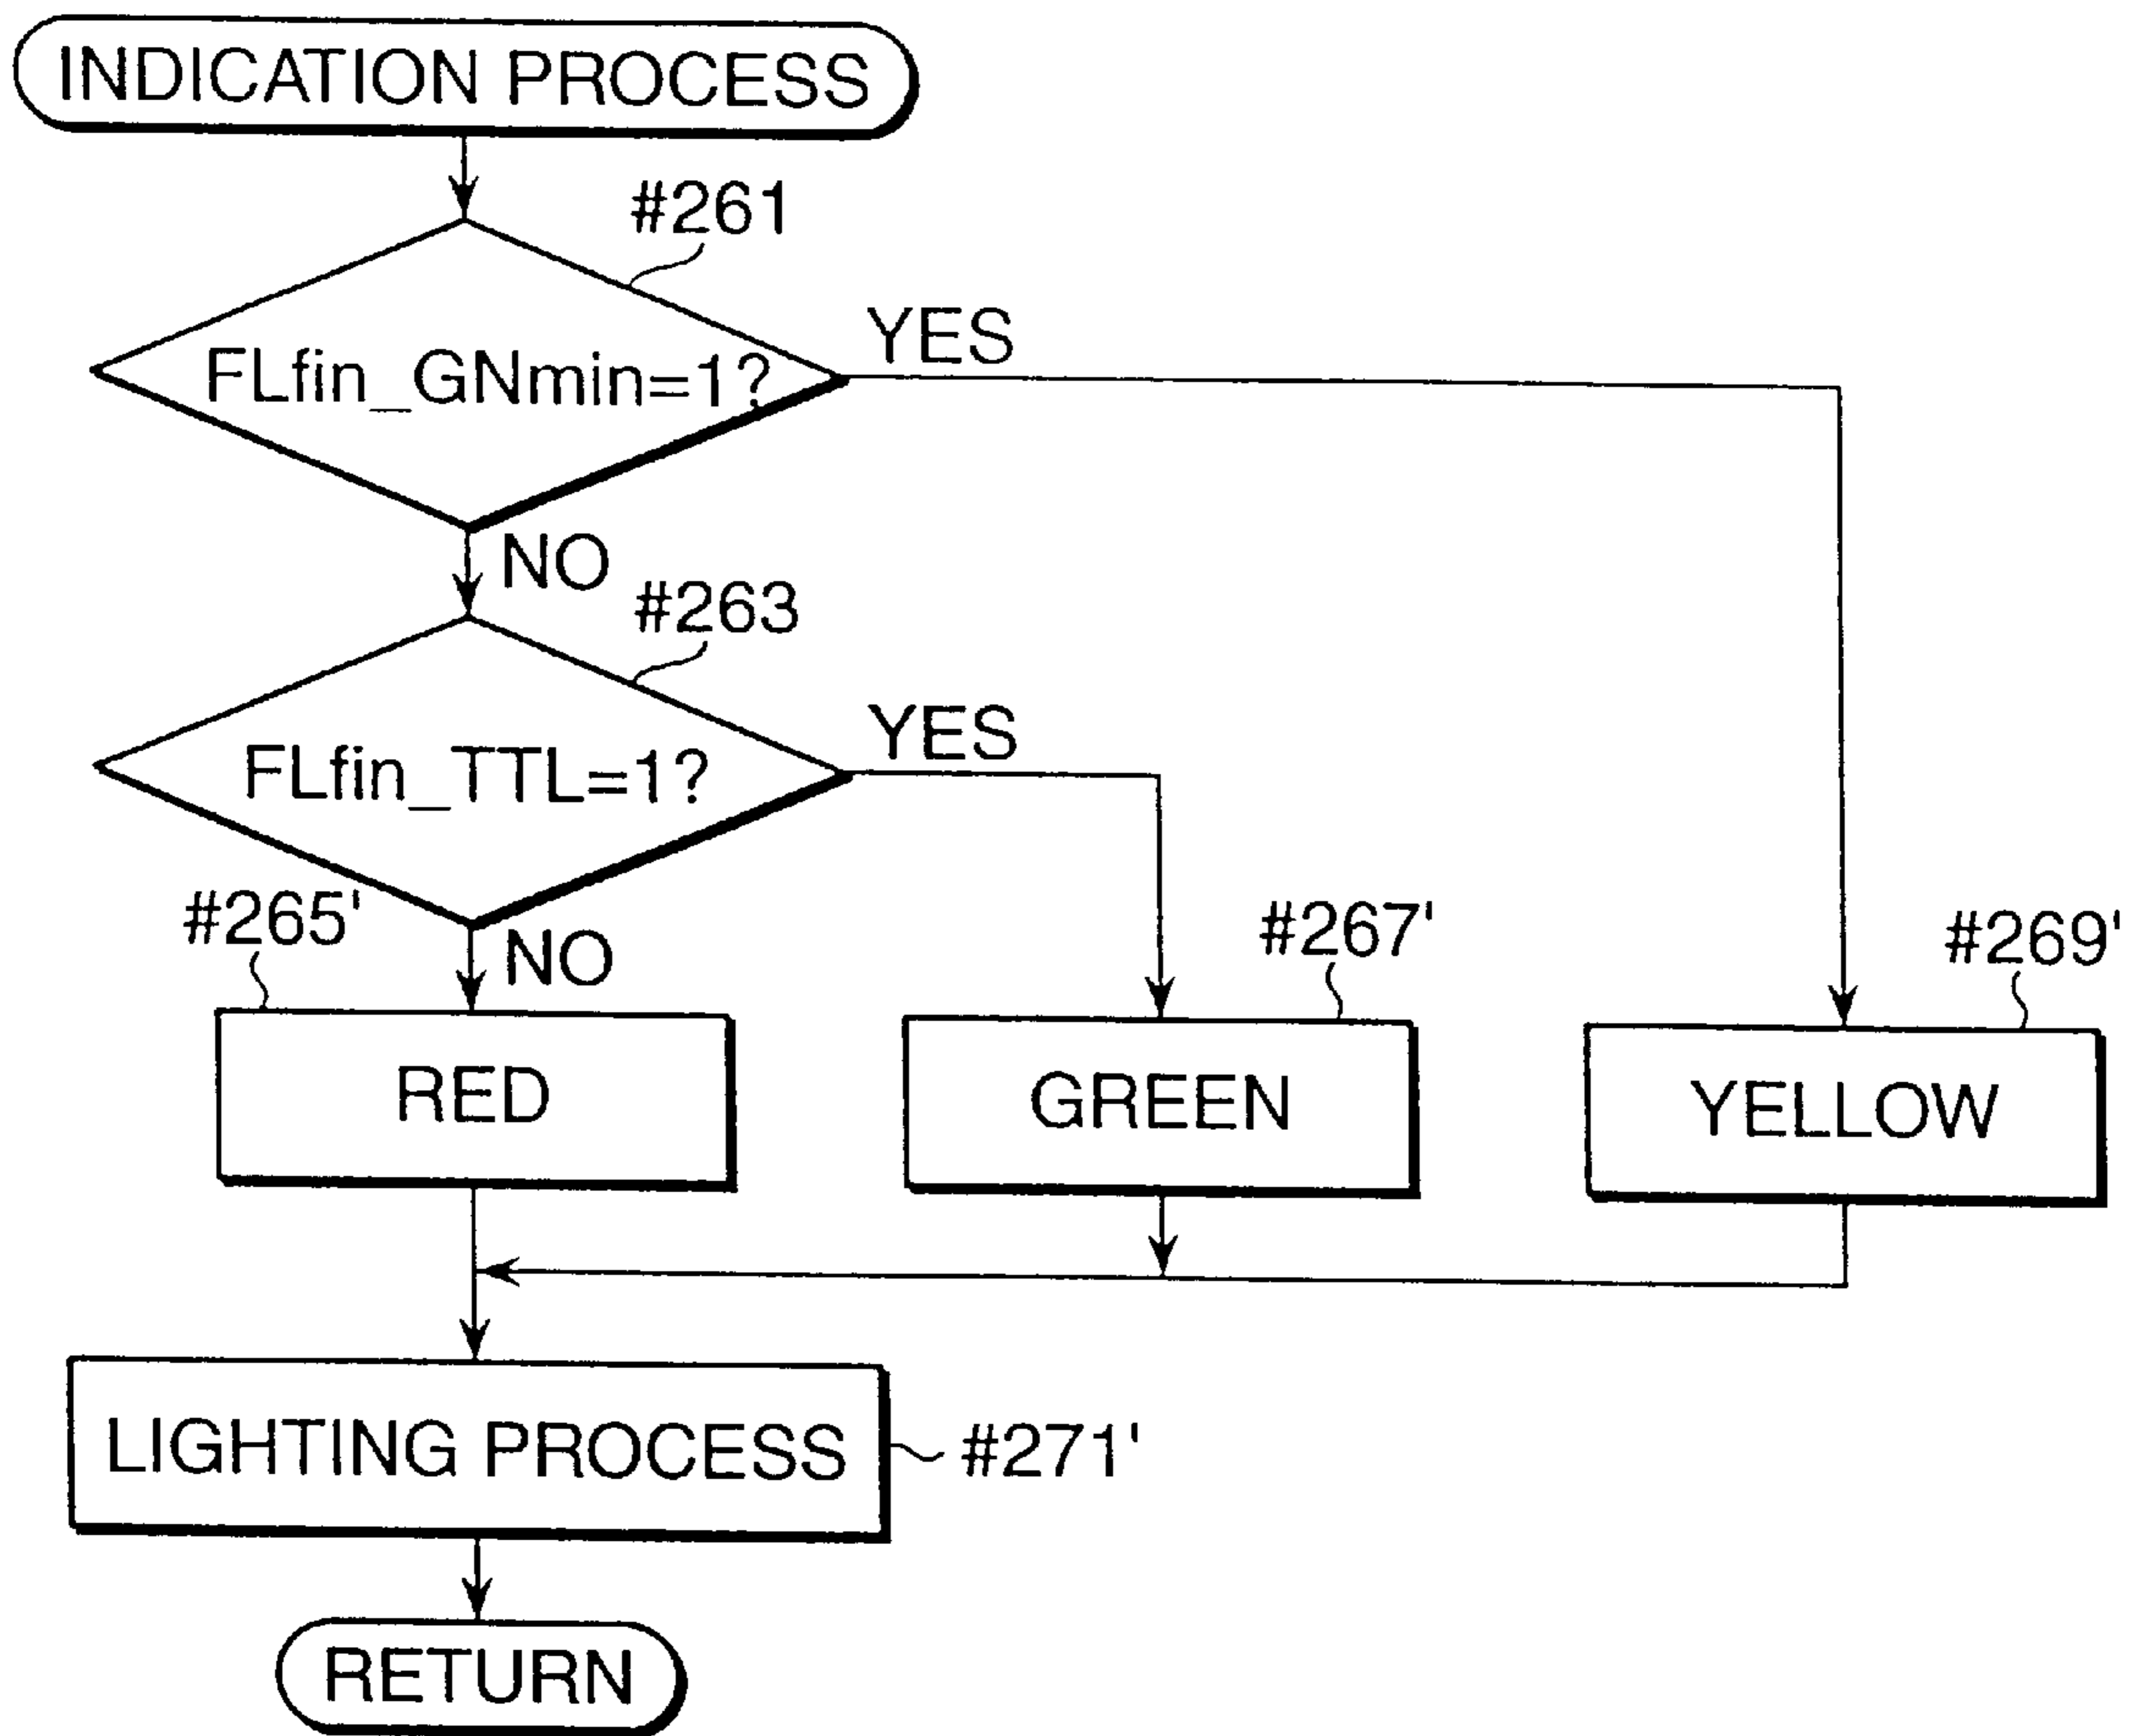 INDICATION PROCESS
#261
FLfin_GNmin=1?
YES
NO
#263
FLfin_TTL=1?
YES
NO
#265'
#267'
#269'
RED
GREEN
YELLOW
LIGHTING PROCESS
#271'
RETURN